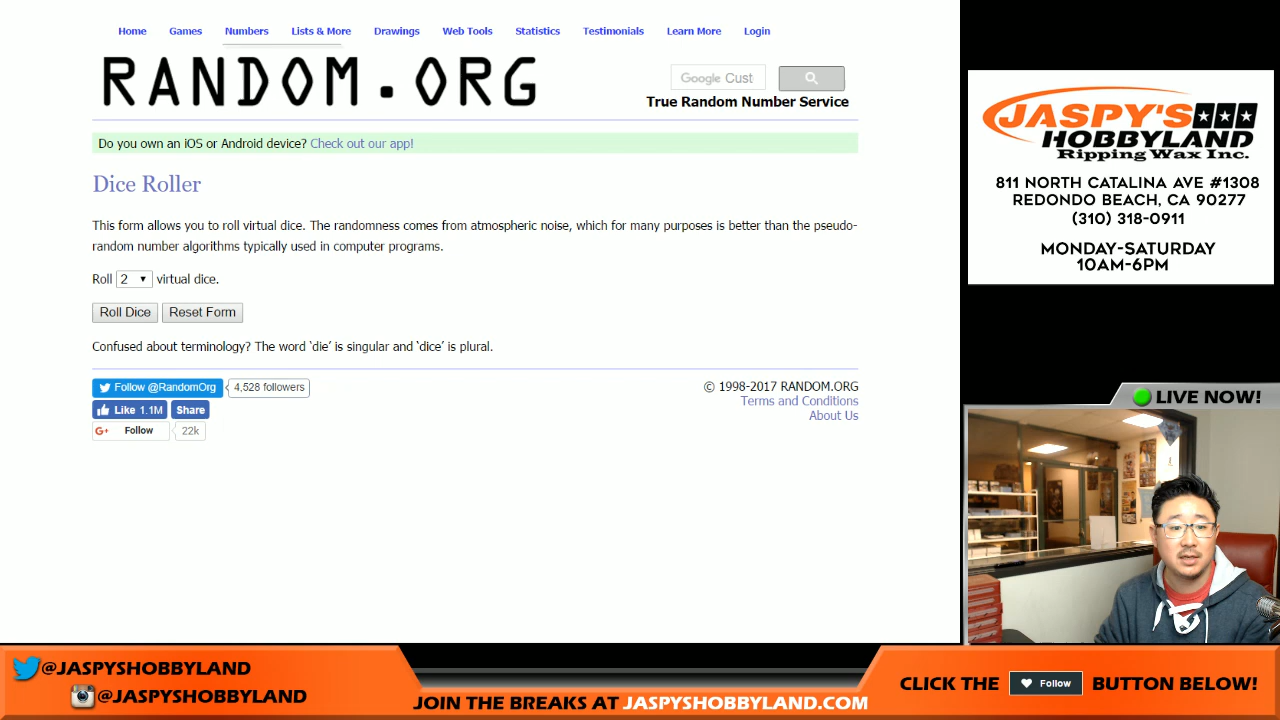 Home Games Numbers Lists & More Drawings Web Tools Statistics Testimonials Learn More Login
RANDOM.ORG
Google Cust
True Random Number Service
Do you own an iOS or Android device? Check out our app!
Dice Roller
This form allows you to roll virtual dice. The randomness comes from atmospheric noise, which for many purposes is better than the pseudo-
random number algorithms typically used in computer programs.
Roll 2 virtual dice.
Roll Dice Reset Form
Confused about terminology? The word ‘die’ is singular and ‘dice’ is plural.
Follow @RandomOrg 4,528 followers
Like 1.1M Share
G+ Follow 22k
© 1998-2017 RANDOM.ORG
Terms and Conditions
About Us
JASPY'S
HOBBYLAND
Ripping Wax Inc.
811 NORTH CATALINA AVE #1308
REDONDO BEACH, CA 90277
(310) 318-0911
MONDAY-SATURDAY
10AM-6PM
LIVE NOW!
@JASPYSHOBBYLAND
@JASPYSHOBBYLAND
JOIN THE BREAKS AT JASPYSHOBBYLAND.COM
CLICK THE Follow BUTTON BELOW!